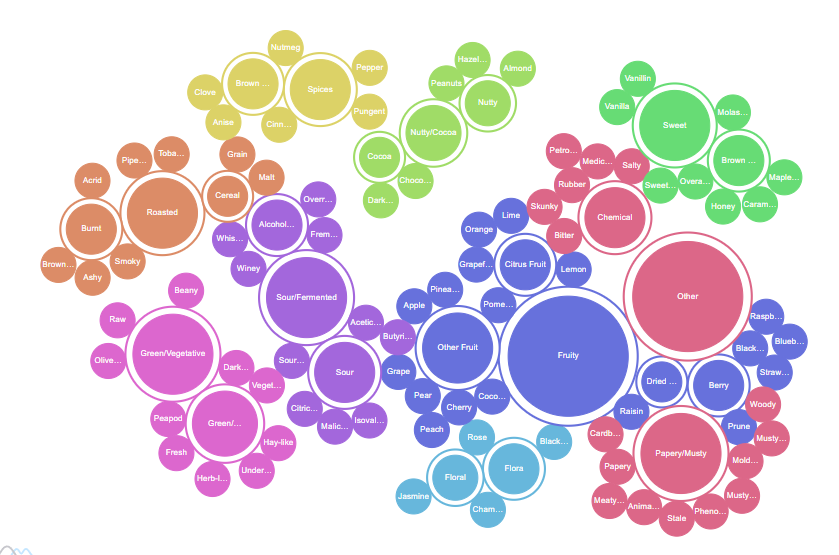 Nutmeg
Brown ...
Spices
Pepper
Clove
Anise
Cinn...
Pungent
Hazel...
Almond
Peanuts
Nutty
Nutty/Cocoa
Cocoa
Choco...
Dark...
Vanillin
Vanilla
Sweet
Molas...
Brown ...
Maple...
Sweet...
Overa...
Honey
Caram...
Pipe...
Toba...
Grain
Malt
Cereal
Acrid
Roasted
Burnt
Brown...
Ashy
Smoky
Petro...
Medic...
Salty
Rubber
Skunky
Chemical
Bitter
Other
Overr...
Alcohol...
Whis...
Frem...
Winey
Sour/Fermented
Acetic...
Butyri...
Sour...
Sour
Citric...
Malic...
Isoval...
Lime
Orange
Grapef...
Citrus Fruit
Lemon
Pinea...
Apple
Pome...
Other Fruit
Fruity
Grape
Pear
Cherry
Coco...
Peach
Raspb...
Black...
Blueb...
Straw...
Dried ...
Berry
Raisin
Prune
Beany
Raw
Olive...
Green/Vegetative
Dark...
Veget...
Peapod
Green/...
Fresh
Hay-like
Herb-l...
Under...
Rose
Black...
Floral
Flora
Jasmine
Cham...
Woody
Cardb...
Papery/Musty
Musty...
Papery
Mold...
Meaty...
Anima...
Stale
Pheno...
Musty...